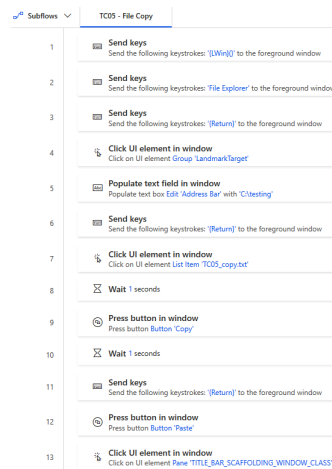 Subflows
TC05 - File Copy
1
Send keys
Send the following keystrokes: '{LWin}()' to the foreground window
2
Send keys
Send the following keystrokes: 'File Explorer' to the foreground window
3
Send keys
Send the following keystrokes: '{Return}' to the foreground window
4
Click UI element in window
Click on UI element Group 'LandmarkTarget'
5
Populate text field in window
Populate text box Edit 'Address Bar' with 'C:\testing'
6
Send keys
Send the following keystrokes: '{Return}' to the foreground window
7
Click UI element in window
Click on UI element List Item 'TC05_copy.txt'
8
Wait 1 seconds
9
Press button in window
Press button Button 'Copy'
10
Wait 1 seconds
11
Send keys
Send the following keystrokes: '{Return}' to the foreground window
12
Press button in window
Press button Button 'Paste'
13
Click UI element in window
Click on UI element Pane 'TITLE_BAR_SCAFFOLDING_WINDOW_CLASS'